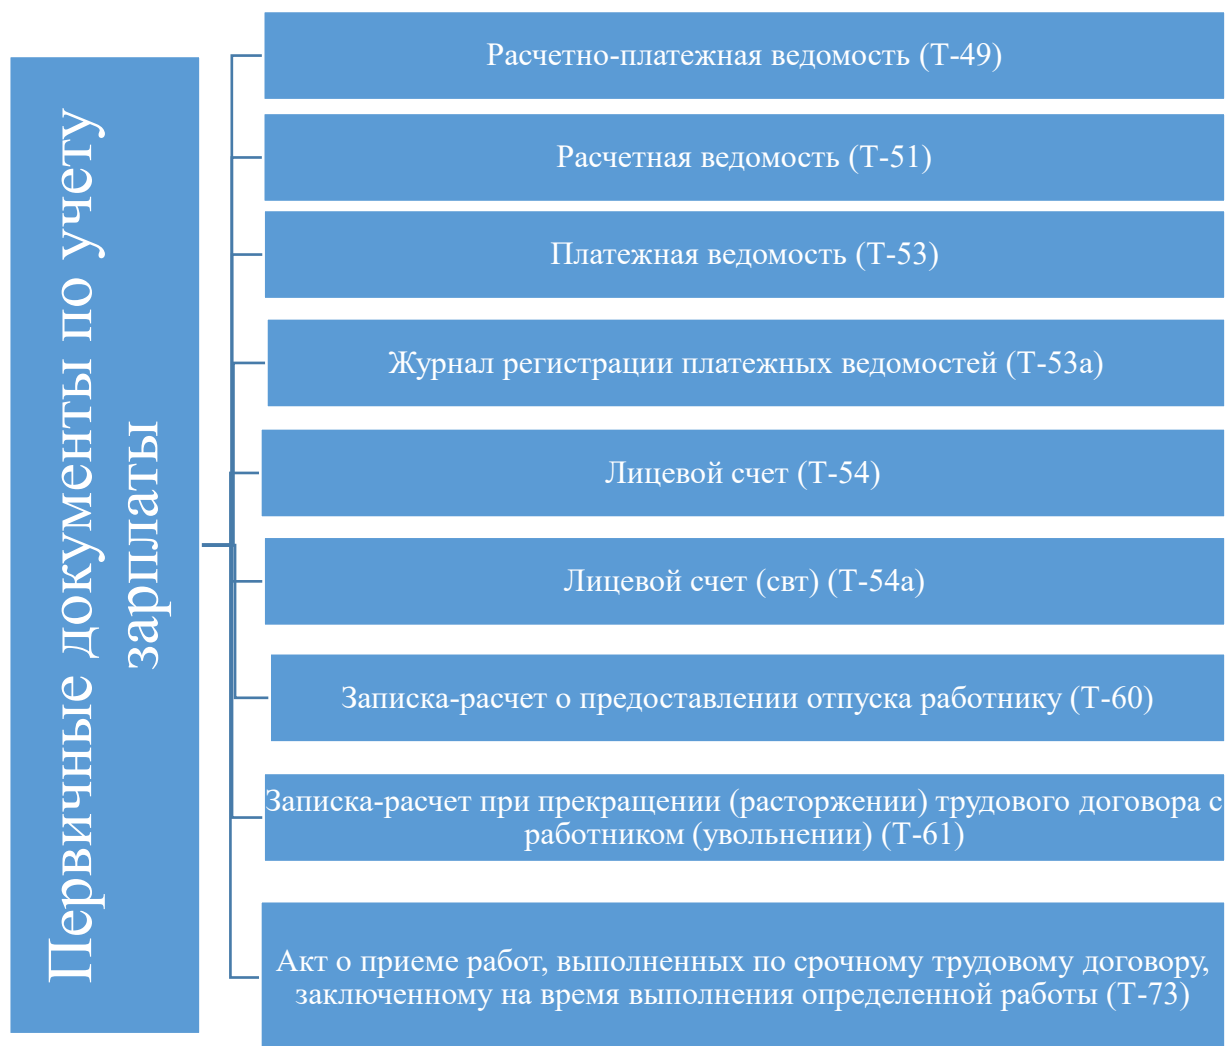 Первичные документы по учету
зарплаты
Расчетно-платежная ведомость (Т-49)
Расчетная ведомость (Т-51)
Платежная ведомость (Т-53)
Журнал регистрации платежных ведомостей (Т-53а)
Лицевой счет (Т-54)
Лицевой счет (свт) (Т-54а)
Записка-расчет о предоставлении отпуска работнику (Т-60)
Записка-расчет при прекращении (расторжении) трудового договора с
работником (увольнении) (Т-61)
Акт о приеме работ, выполненных по срочному трудовому договору,
заключенному на время выполнения определенной работы (Т-73)